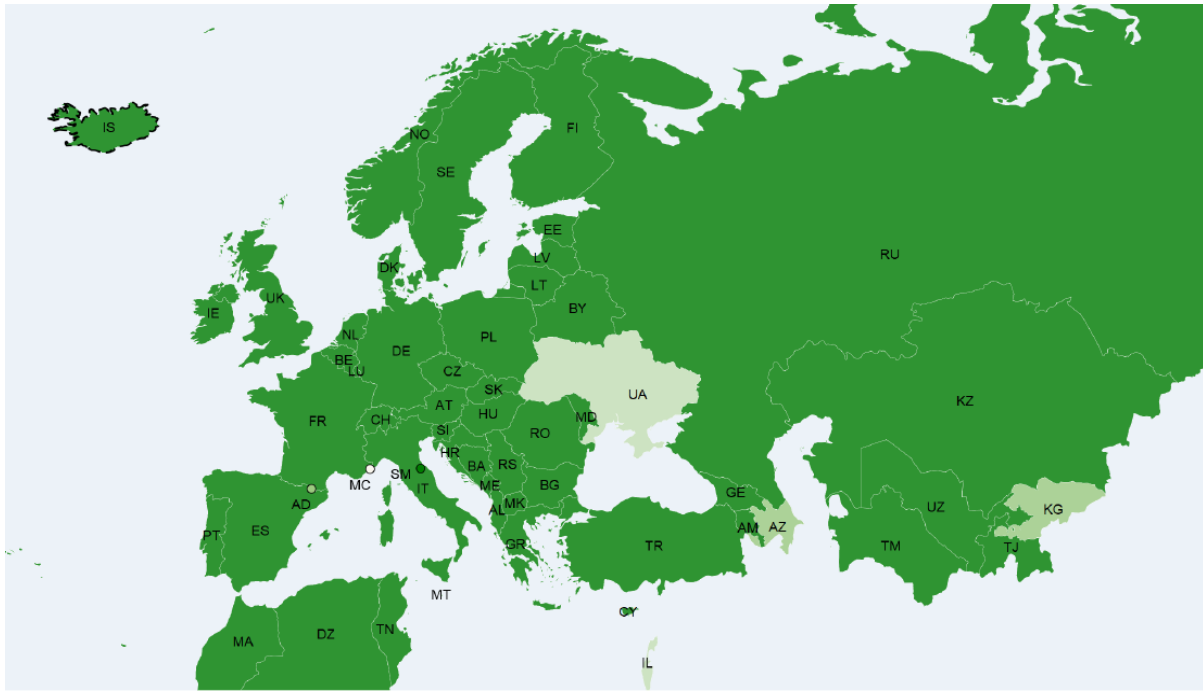 IS
NO
FI
SE
EE
RU
LV
DK
LT
UK
BY
IE
NL
PL
DE
BE
LU
CZ
SK
UA
KZ
AT
HU
MD
FR
CH
SI
RO
HR
BA
RS
SM
MC
ME
IT
BG
GE
AD
MK
AL
KG
UZ
PT
ES
AM
AZ
GR
TR
TM
TJ
MT
CY
TN
DZ
MA
IL